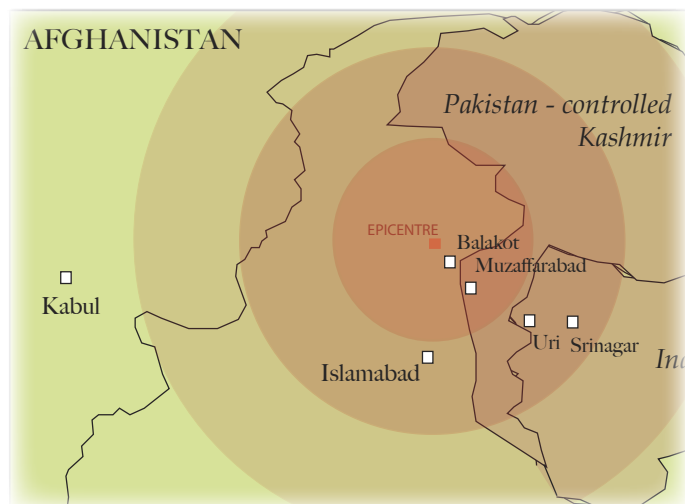 AFGHANISTAN
Pakistan - controlled
Kashmir
EPICENTRE
Balakot
Muzaffarabad
Kabul
Uri
Srinagar
Islamabad